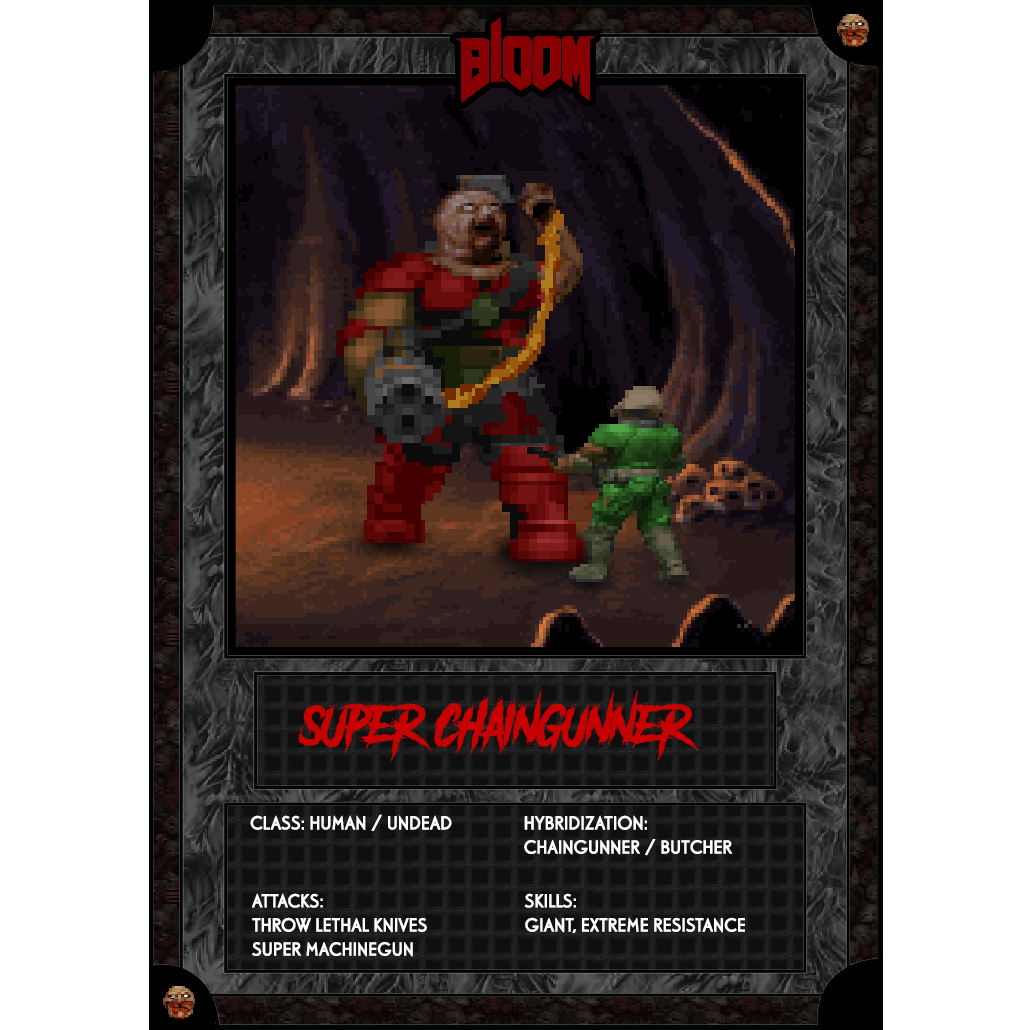 BLOOM
SUPER CHAINGUNNER
CLASS: HUMAN / UNDEAD
HYBRIDIZATION:
CHAINGUNNER / BUTCHER
ATTACKS:
THROW LETHAL KNIVES
SUPER MACHINEGUN
SKILLS:
GIANT, EXTREME RESISTANCE